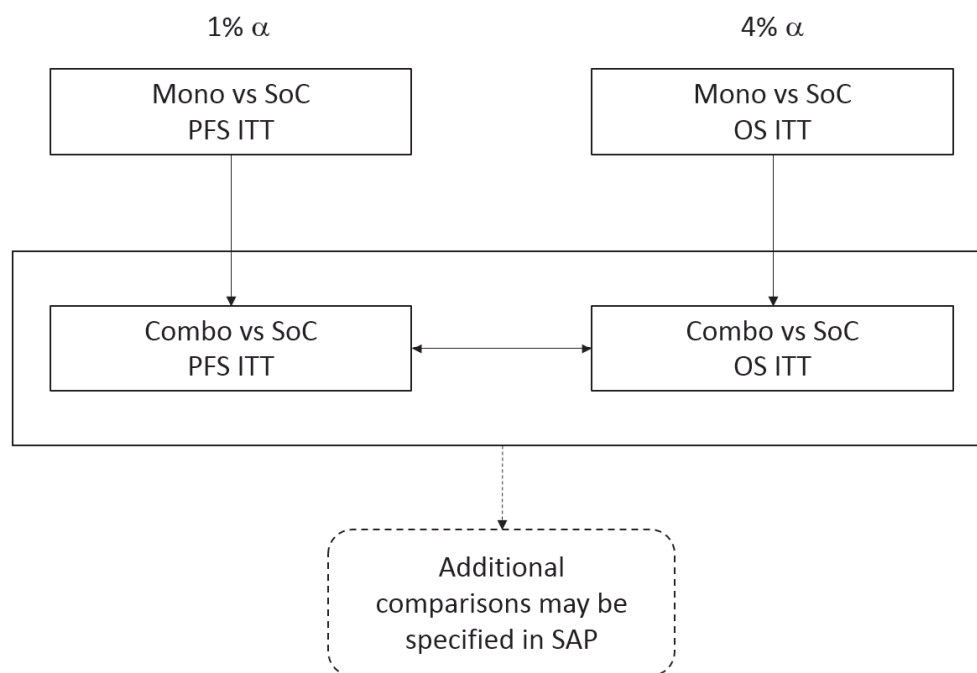 1% α
4% α
Mono vs SoC
PFS ITT
Mono vs SoC
OS ITT
Combo vs SoC
PFS ITT
Combo vs SoC
OS ITT
Additional
comparisons may be
specified in SAP